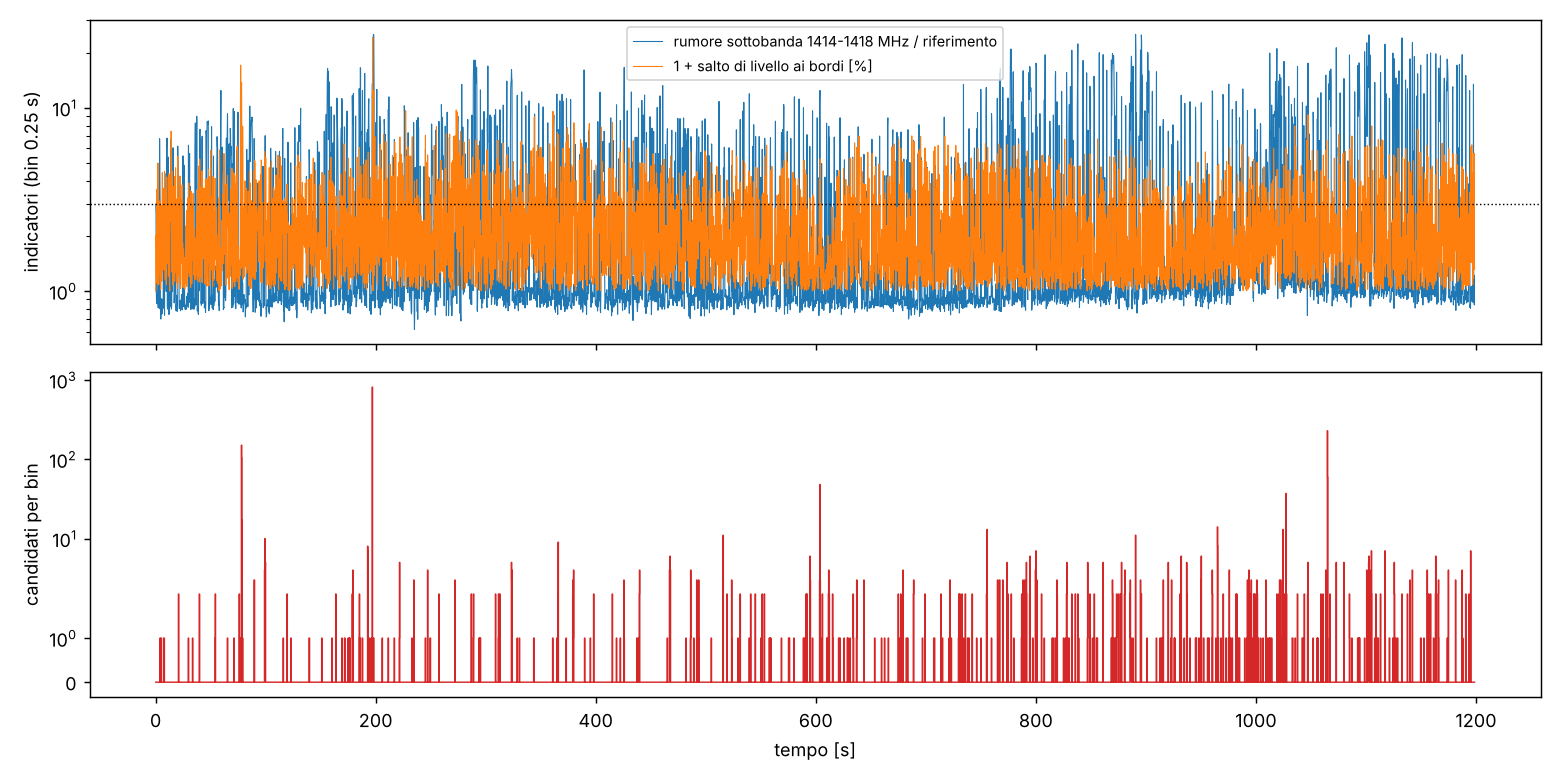 rumore sottobanda 1414-1418 MHz / riferimento
1 + salto di livello ai bordi [%]
indicatori (bin 0.25 s)
10¹
10⁰
candidati per bin
10³
10²
10¹
10⁰
0
0 200 400 600 800 1000 1200
tempo [s]